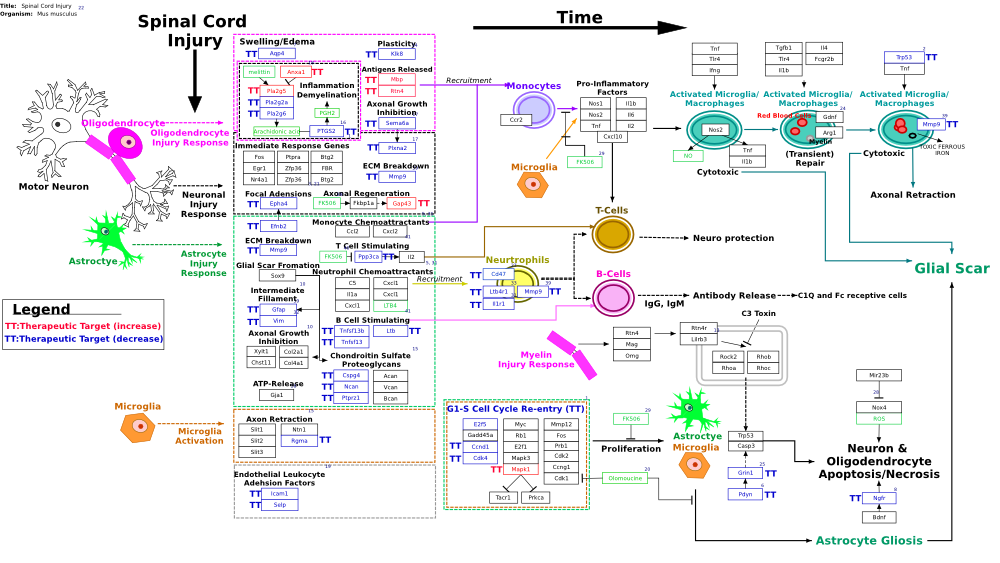 Title: Spinal Cord Injury 22
Organism: Mus musculus
Spinal Cord
Injury
Time
Swelling/Edema
TT Aqp4
Plasticity
TT Klk8
Antigens Released
TT Mbp
TT Rtn4
Axonal Growth
Inhibition
TT Sema6a
TT Plxna2
ECM Breakdown
TT Mmp9
melittin
Anxa1 TT
TT Pla2g5
TT Pla2g2a
TT Pla2g6
Inflammation
Demyelination
PGH2
Arachidonic acid
PTGS2 TT
Immediate Response Genes
Fos Ptpra Btg2
Egr1 Zfp36 FBR
Nr4a1 Zfp36 Btg2
Focal Adensions
TT Epha4
TT Efnb2
Axonal Regeneration
FK506 Fkbp1a Gap43 TT
Monocyte Chemoattractants
Ccl2 Cxcl1
ECM Breakdown
TT Mmp9
T Cell Stimulating
FK506 Ppp3ca TT Il2
Glial Scar Fromation
Sox9
Neutrophil Chemoattractants
C5 Cxcl1
Il1a Cxcl1
Cxcl1 LTB4
Intermediate
Fillament
TT Gfap
TT Vim
B Cell Stimulating
TT Tnfsf13b Ltb TT
TT Tnfsf13
Axonal Growth
Inhibition
Xylt1 Col2a1
Chst11 Col4a1
Chondroitin Sulfate
Proteoglycans
TT Cspg4 Acan
TT Ncan Vcan
TT Ptprz1 Bcan
ATP-Release
Gja1
Axon Retraction
Slit1 Ntn1
Slit2 Rgma TT
Slit3
Endothelial Leukocyte
Adehsion Factors
TT Icam1
TT Selp
Oligodendrocyte
Oligodendrocyte
Injury Response
Motor Neuron
Neuronal
Injury
Response
Astroctye
Astrocyte
Injury
Response
Legend
TT:Therapeutic Target (increase)
TT:Therapeutic Target (decrease)
Microglia
Microglia
Activation
Recruitment
Monocytes
Ccr2
Pro-Inflammatory
Factors
Nos1 Il1b
Nos2 Il6
Tnf Il2
Cxcl10
FK506
Microglia
T-Cells
Neuro protection
Recruitment
Neurtrophils
TT Cd47
TT Ltb4r1 Mmp9 TT
TT Il1r1
B-Cells
IgG, IgM
Antibody Release
C1Q and Fc receptive cells
Myelin
Injury Response
Rtn4
Mag
Omg
C3 Toxin
Rtn4r
Lilrb3
Rock2 Rhob
Rhoa Rhoc
Tnf
Tlr4
Ifng
Activated Microglia/
Macrophages
Nos2
NO
Tnf
Il1b
Cytotoxic
Tgfb1 Il4
Tlr4 Fcgr2b
Il1b
Activated Microglia/
Macrophages
Red Blood Cells
Gdnf
Arg1
Myelin
(Transient)
Repair
TT Trp53
Tnf
Activated Microglia/
Macrophages
Mmp9 TT
TOXIC FERROUS
IRON
Cytotoxic
Axonal Retraction
Glial Scar
G1-S Cell Cycle Re-entry (TT)
TT E2f5 Myc Mmp12
Gadd45a Rb1 Fos
TT Ccnd1 E2f1 Prb1
TT Cdk4 Mapk3 Cdk2
TT Mapk1 Ccng1
Cdk1
Tacr1 Prkca
FK506
Proliferation
Olomoucine
Astroctye
Microglia
Trp53
Casp3
Grin1 TT
Pdyn TT
Mir23b
Nox4
ROS
Neuron &
Oligodendrocyte
Apoptosis/Necrosis
TT Ngfr
Bdnf
Astrocyte Gliosis